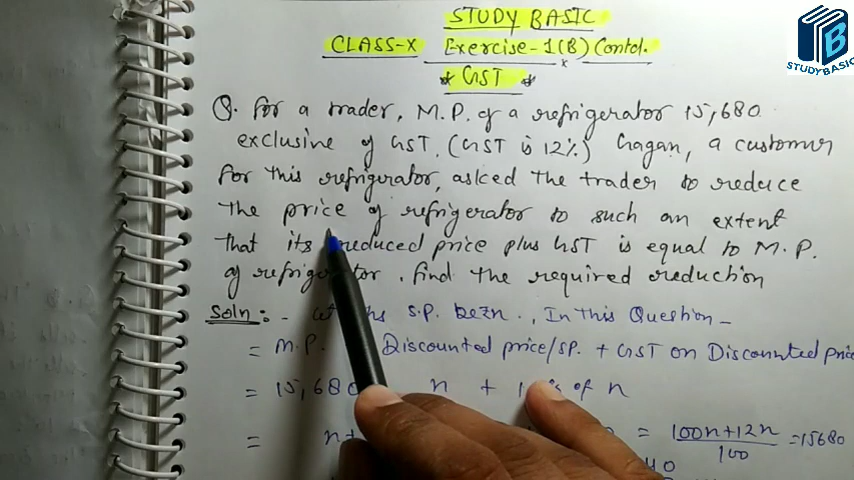 STUDY BASIC
CLASS-X Exercise-1(B) Contd.
* GST *
B
STUDYBASIC
Q. For a trader, M.P. of a refrigerator 15,680
exclusive of GST. (GST is 12%) Gagan, a customer
for this refrigerator, asked the trader to reduce
the price of refrigerator to such an extent
that its reduced price plus GST is equal to M.P.
of refrigerator. find the required reduction
Soln:- S.P. In this Question -
= M.P. Discounted price/SP. + GST on Discounted price
= 15,680 n + of n
= n+ = 100n+12n =15680
100
40